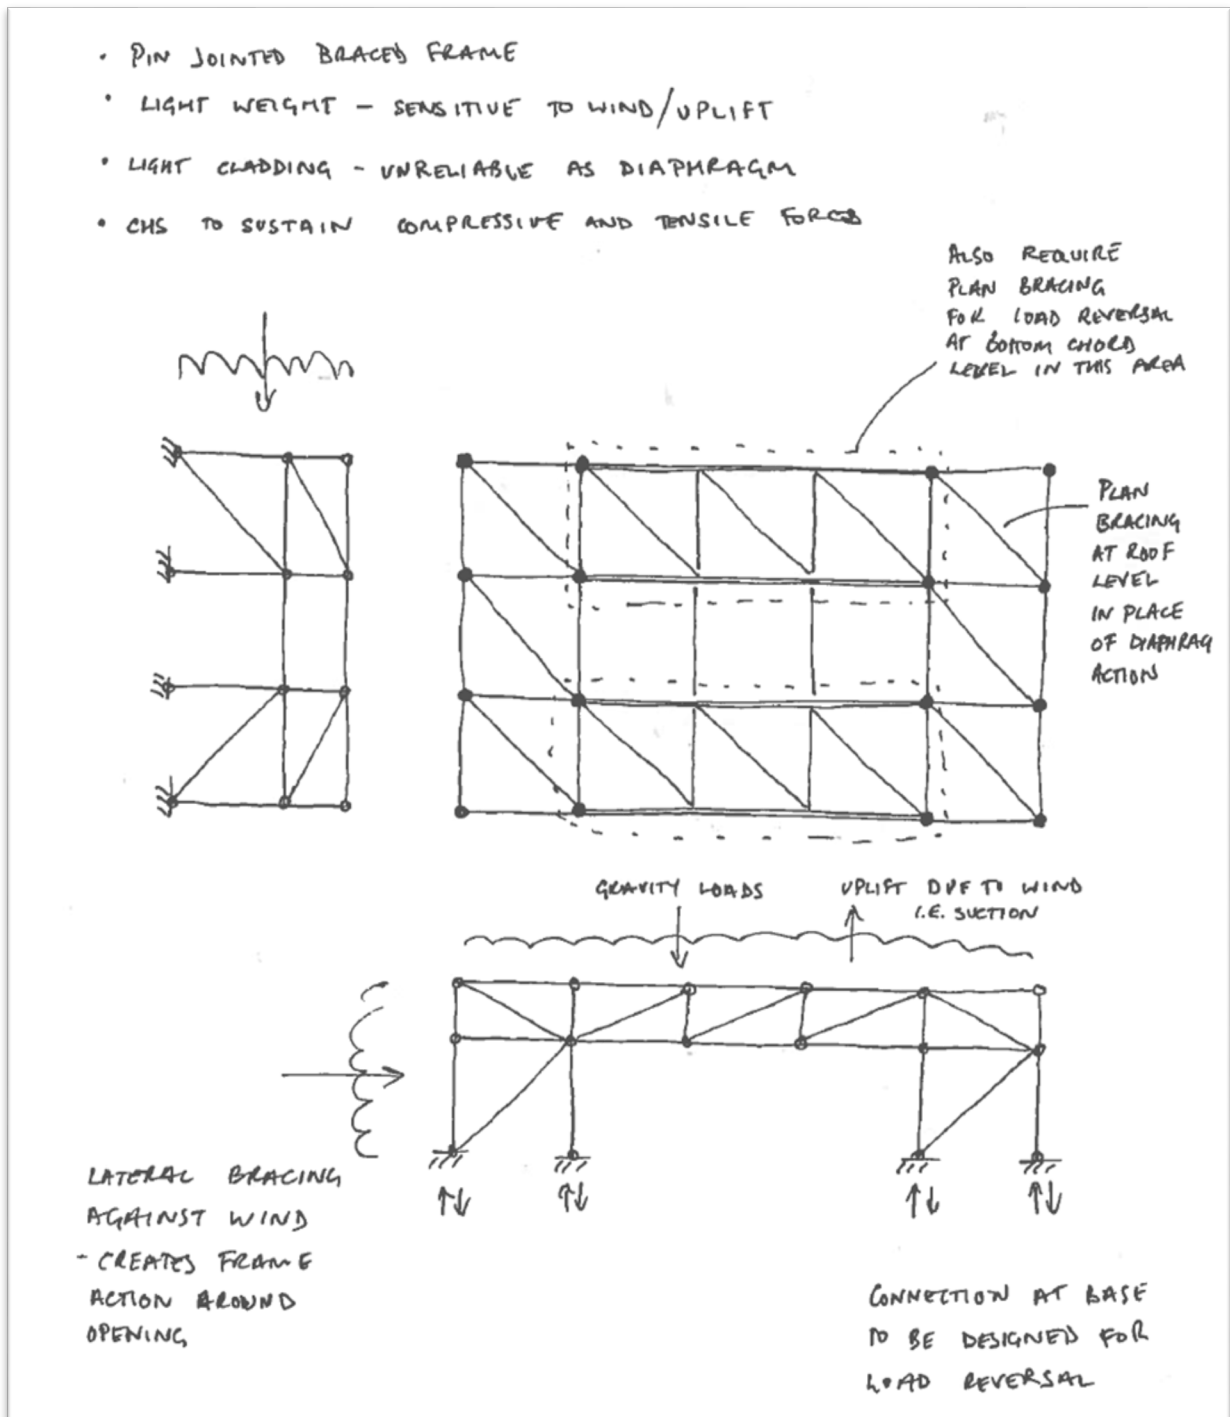 • PIN JOINTED BRACED FRAME
• LIGHT WEIGHT – SENSITIVE TO WIND/UPLIFT
• LIGHT CLADDING – UNRELIABLE AS DIAPHRAGM
• CHS TO SUSTAIN COMPRESSIVE AND TENSILE FORCES
ALSO REQUIRE
PLAN BRACING
FOR LOAD REVERSAL
AT BOTTOM CHORD
LEVEL IN THIS AREA
PLAN
BRACING
AT ROOF
LEVEL
IN PLACE
OF DIAPHRAG
ACTION
GRAVITY LOADS
UPLIFT DUE TO WIND
I.E. SUCTION
LATERAL BRACING
AGAINST WIND
- CREATES FRAME
ACTION AROUND
OPENING
CONNECTION AT BASE
TO BE DESIGNED FOR
LOAD REVERSAL